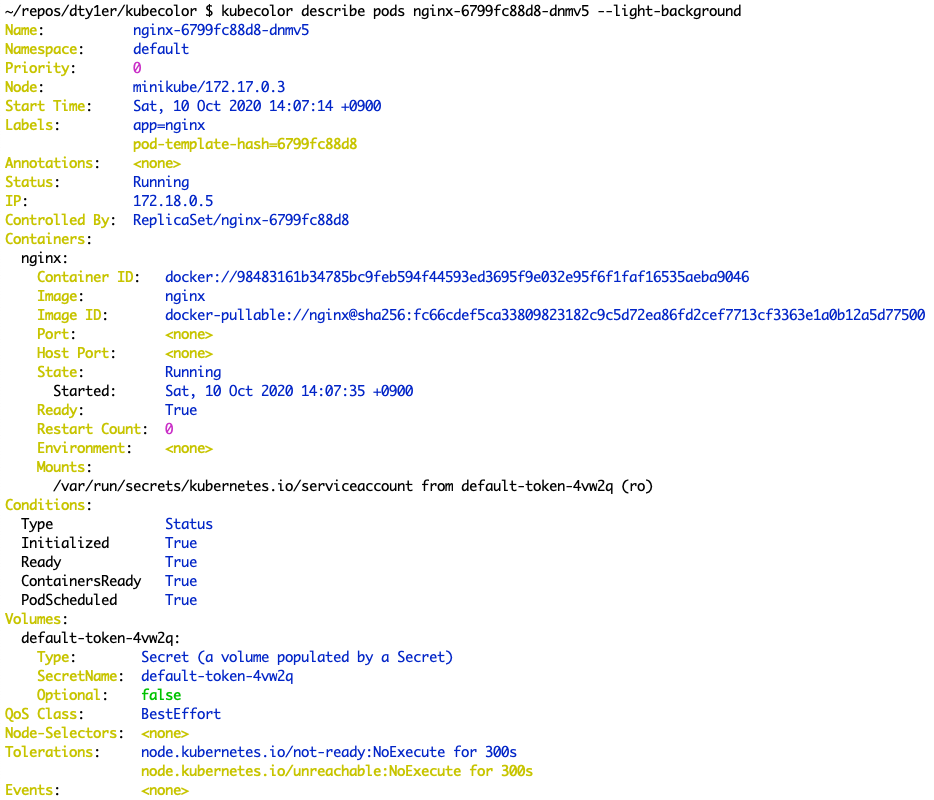 ~/repos/dty1er/kubecolor $ kubecolor describe pods nginx-6799fc88d8-dnmv5 --light-background
Name:           nginx-6799fc88d8-dnmv5
Namespace:      default
Priority:       0
Node:           minikube/172.17.0.3
Start Time:     Sat, 10 Oct 2020 14:07:14 +0900
Labels:         app=nginx
                pod-template-hash=6799fc88d8
Annotations:    <none>
Status:         Running
IP:             172.18.0.5
Controlled By:  ReplicaSet/nginx-6799fc88d8
Containers:
  nginx:
    Container ID:   docker://98483161b34785bc9feb594f44593ed3695f9e032e95f6f1faf16535aeba9046
    Image:          nginx
    Image ID:       docker-pullable://nginx@sha256:fc66cdef5ca33809823182c9c5d72ea86fd2cef7713cf3363e1a0b12a5d77500
    Port:           <none>
    Host Port:      <none>
    State:          Running
      Started:      Sat, 10 Oct 2020 14:07:35 +0900
    Ready:          True
    Restart Count:  0
    Environment:    <none>
    Mounts:
      /var/run/secrets/kubernetes.io/serviceaccount from default-token-4vw2q (ro)
Conditions:
  Type              Status
  Initialized       True
  Ready             True
  ContainersReady   True
  PodScheduled      True
Volumes:
  default-token-4vw2q:
    Type:        Secret (a volume populated by a Secret)
    SecretName:  default-token-4vw2q
    Optional:    false
QoS Class:       BestEffort
Node-Selectors:  <none>
Tolerations:     node.kubernetes.io/not-ready:NoExecute for 300s
                 node.kubernetes.io/unreachable:NoExecute for 300s
Events:          <none>